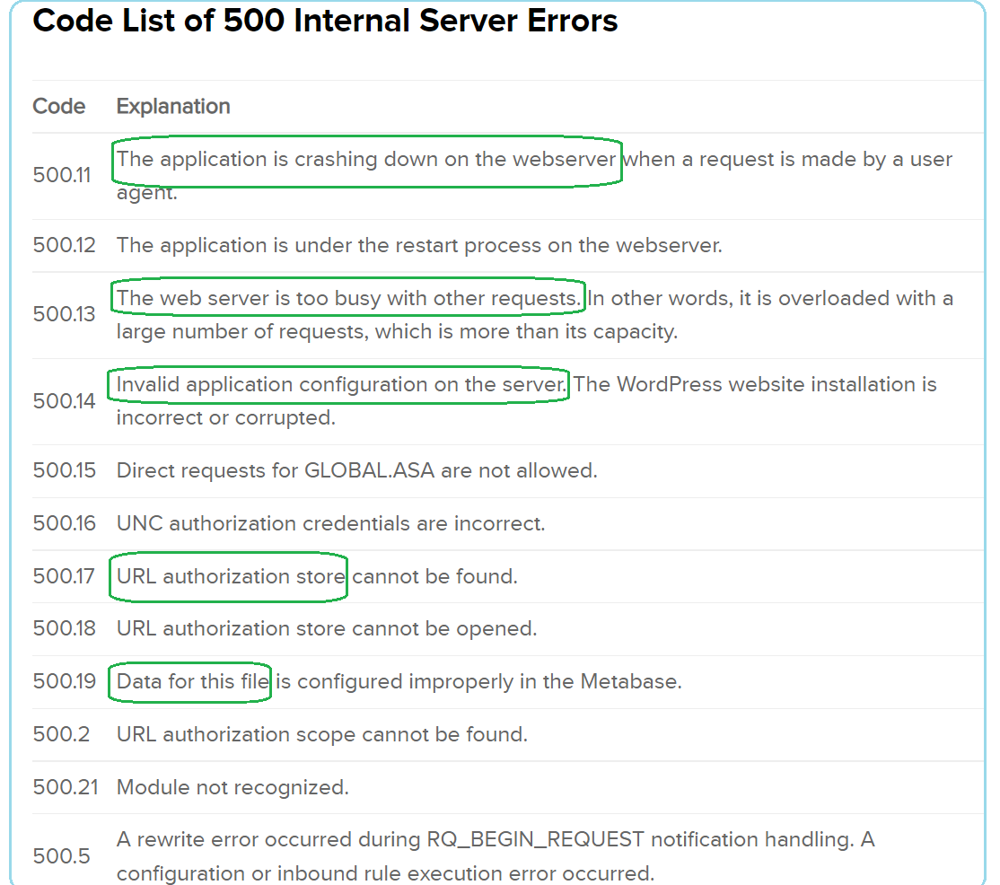 Code List of 500 Internal Server Errors
Code Explanation
500.11 The application is crashing down on the webserver when a request is made by a user
agent.
500.12 The application is under the restart process on the webserver.
500.13 The web server is too busy with other requests. In other words, it is overloaded with a
large number of requests, which is more than its capacity.
500.14 Invalid application configuration on the server. The WordPress website installation is
incorrect or corrupted.
500.15 Direct requests for GLOBAL.ASA are not allowed.
500.16 UNC authorization credentials are incorrect.
500.17 URL authorization store cannot be found.
500.18 URL authorization store cannot be opened.
500.19 Data for this file is configured improperly in the Metabase.
500.2 URL authorization scope cannot be found.
500.21 Module not recognized.
500.5 A rewrite error occurred during RQ_BEGIN_REQUEST notification handling. A
configuration or inbound rule execution error occurred.